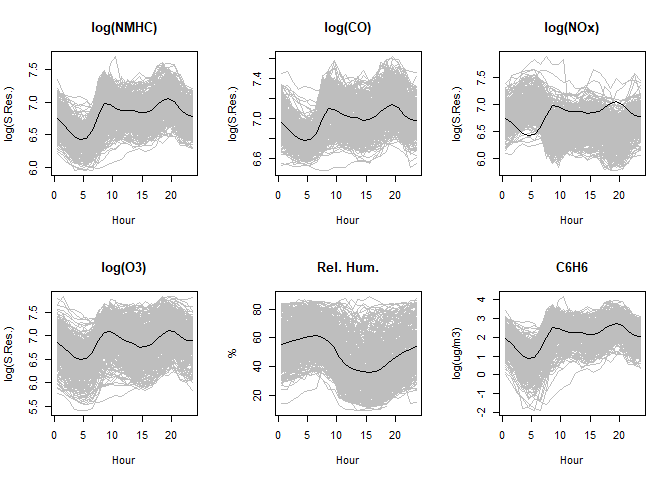 log(NMHC)
log(S.Res.)
6.0 6.5 7.0 7.5
0 5 10 15 20
Hour
log(CO)
log(S.Res.)
6.6 7.0 7.4
0 5 10 15 20
Hour
log(NOx)
log(S.Res.)
6.0 6.5 7.0 7.5
0 5 10 15 20
Hour
log(O3)
log(S.Res.)
5.5 6.0 6.5 7.0 7.5
0 5 10 15 20
Hour
Rel. Hum.
%
20 40 60 80
0 5 10 15 20
Hour
C6H6
log(ug/m3)
-2 -1 0 1 2 3 4
0 5 10 15 20
Hour